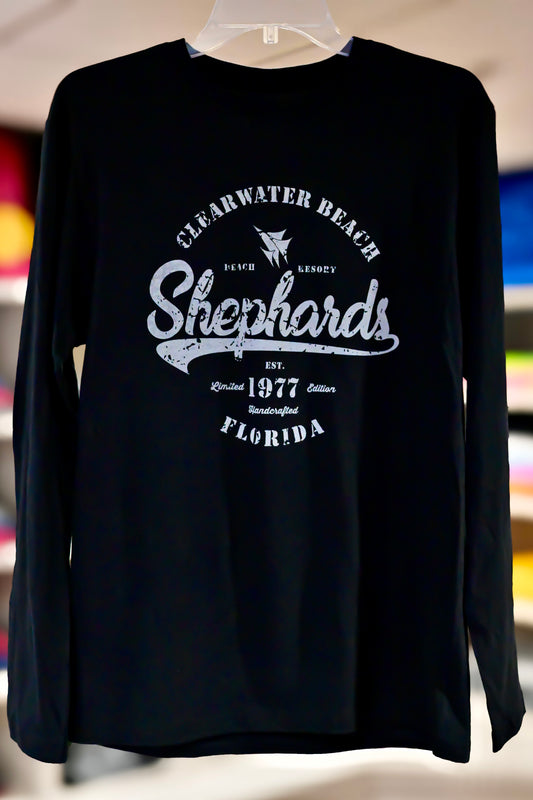 CLEARWATER BEACH
BEACH RESORT
Shephards
EST.
Limited 1977 Edition
Handcrafted
FLORIDA